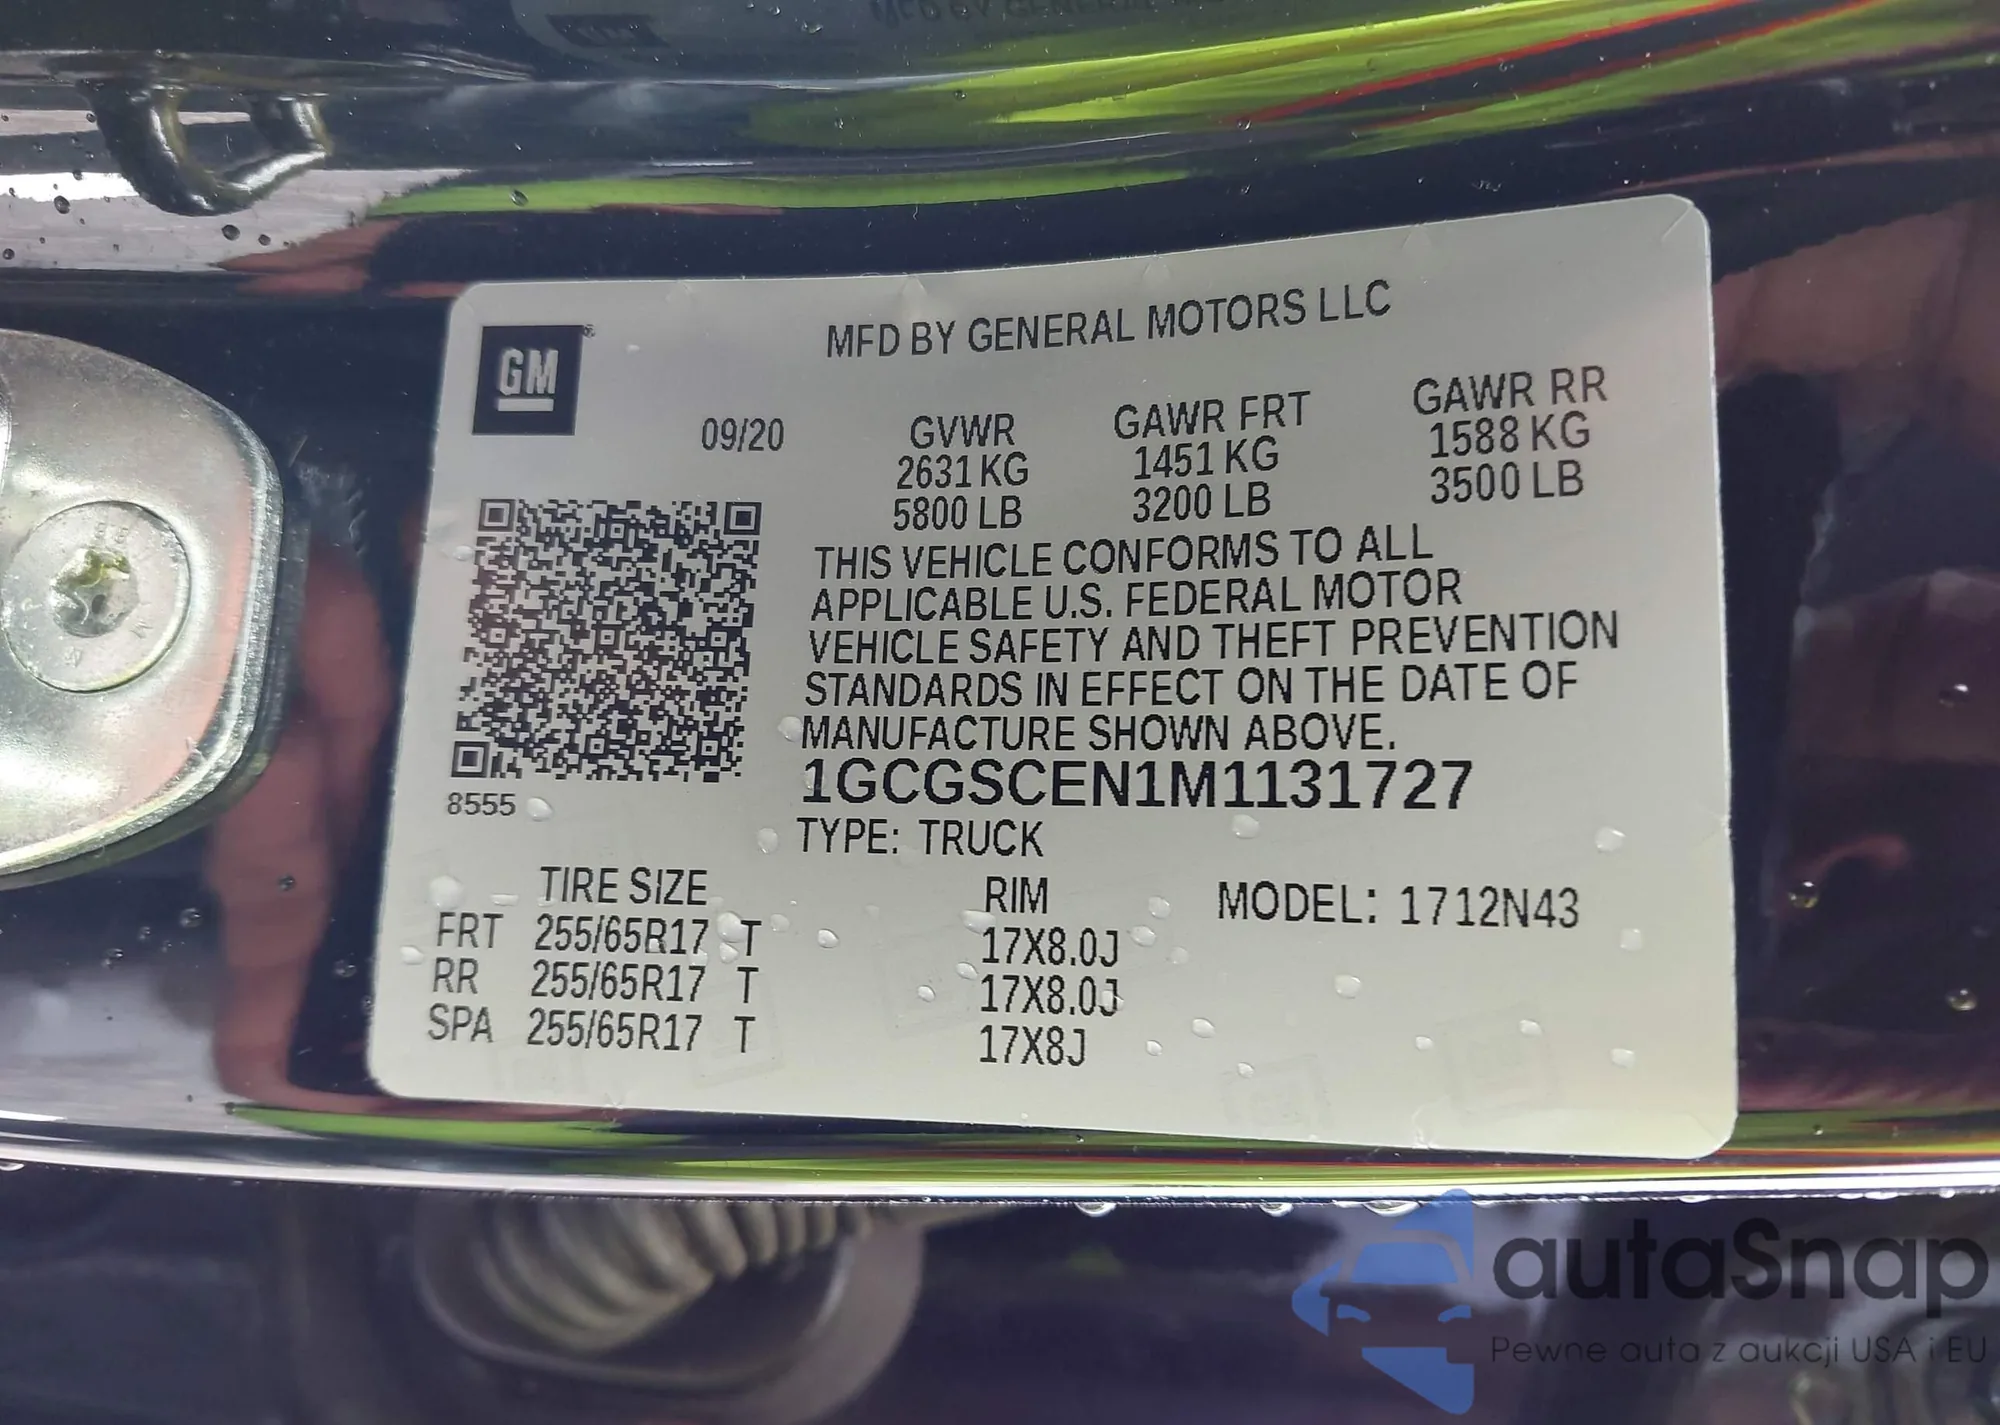 MFD BY GENERAL MOTORS LLC
GM
09/20
GVWR GAWR FRT GAWR RR
2631 KG 1451 KG 1588 KG
5800 LB 3200 LB 3500 LB
THIS VEHICLE CONFORMS TO ALL
APPLICABLE U.S. FEDERAL MOTOR
VEHICLE SAFETY AND THEFT PREVENTION
STANDARDS IN EFFECT ON THE DATE OF
MANUFACTURE SHOWN ABOVE.
1GCGSCEN1M1131727
8555
TYPE: TRUCK
TIRE SIZE RIM MODEL: 1712N43
FRT 255/65R17 T 17X8.0J
RR 255/65R17 T 17X8.0J
SPA 255/65R17 T 17X8J
autaSnap
Pewne auta z aukcji USA i EU